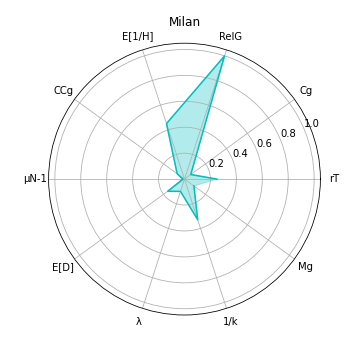 Milan
E[1/H]
RelG
CCg
Cg
1.0
0.8
0.6
0.4
0.2
μN-1
rT
E[D]
Mg
λ
1/k